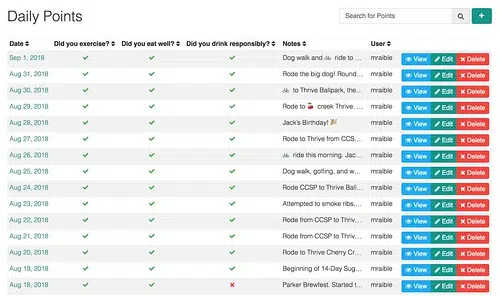 Daily Points
Search for Points
Date Did you exercise? Did you eat well? Did you drink responsibly? Notes User
Sep 1, 2018 Dog walk and 🚲 ride to ... mraible View Edit Delete
Aug 31, 2018 Rode the big dog! Round... mraible View Edit Delete
Aug 30, 2018 🚲 to Thrive Ballpark, the... mraible View Edit Delete
Aug 29, 2018 Rode to 🍒 creek Thrive. ... mraible View Edit Delete
Aug 28, 2018 Jack's Birthday! 🎉 mraible View Edit Delete
Aug 27, 2018 Rode to Thrive from CCS... mraible View Edit Delete
Aug 26, 2018 🚲 ride this morning. Jac... mraible View Edit Delete
Aug 25, 2018 Dog walk, golfing, and w... mraible View Edit Delete
Aug 24, 2018 Rode CCSP to Thrive Ball... mraible View Edit Delete
Aug 23, 2018 Attempted to smoke ribs. ... mraible View Edit Delete
Aug 22, 2018 Rode from CCSP to Thriv... mraible View Edit Delete
Aug 21, 2018 Rode from CCSP to Thriv... mraible View Edit Delete
Aug 20, 2018 Rode to Thrive Cherry Cr... mraible View Edit Delete
Aug 19, 2018 Beginning of 14-Day Sug... mraible View Edit Delete
Aug 18, 2018 Parker Brewfest. Started t... mraible View Edit Delete